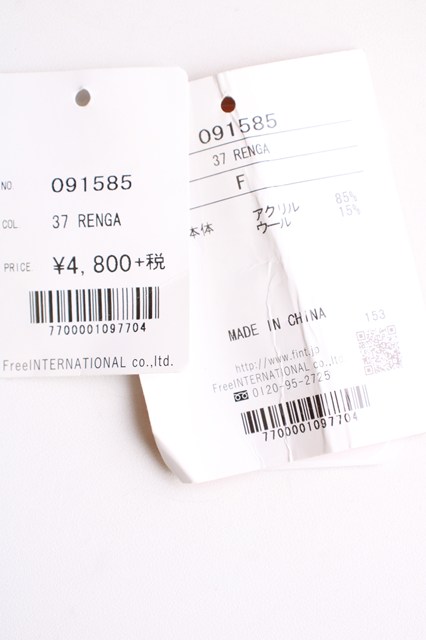 NO 091585
COL 37 RENGA
PRICE ¥4,800+税
7700001097704
FreeINTERNATIONAL co.,ltd.
091585
37 RENGA
F
本体 アクリル 85%
ウール 15%
MADE IN CHINA
153
http://www.fint.jp
FreeINTERNATIONAL co.,ltd.
0120-95-2725
7700001097704